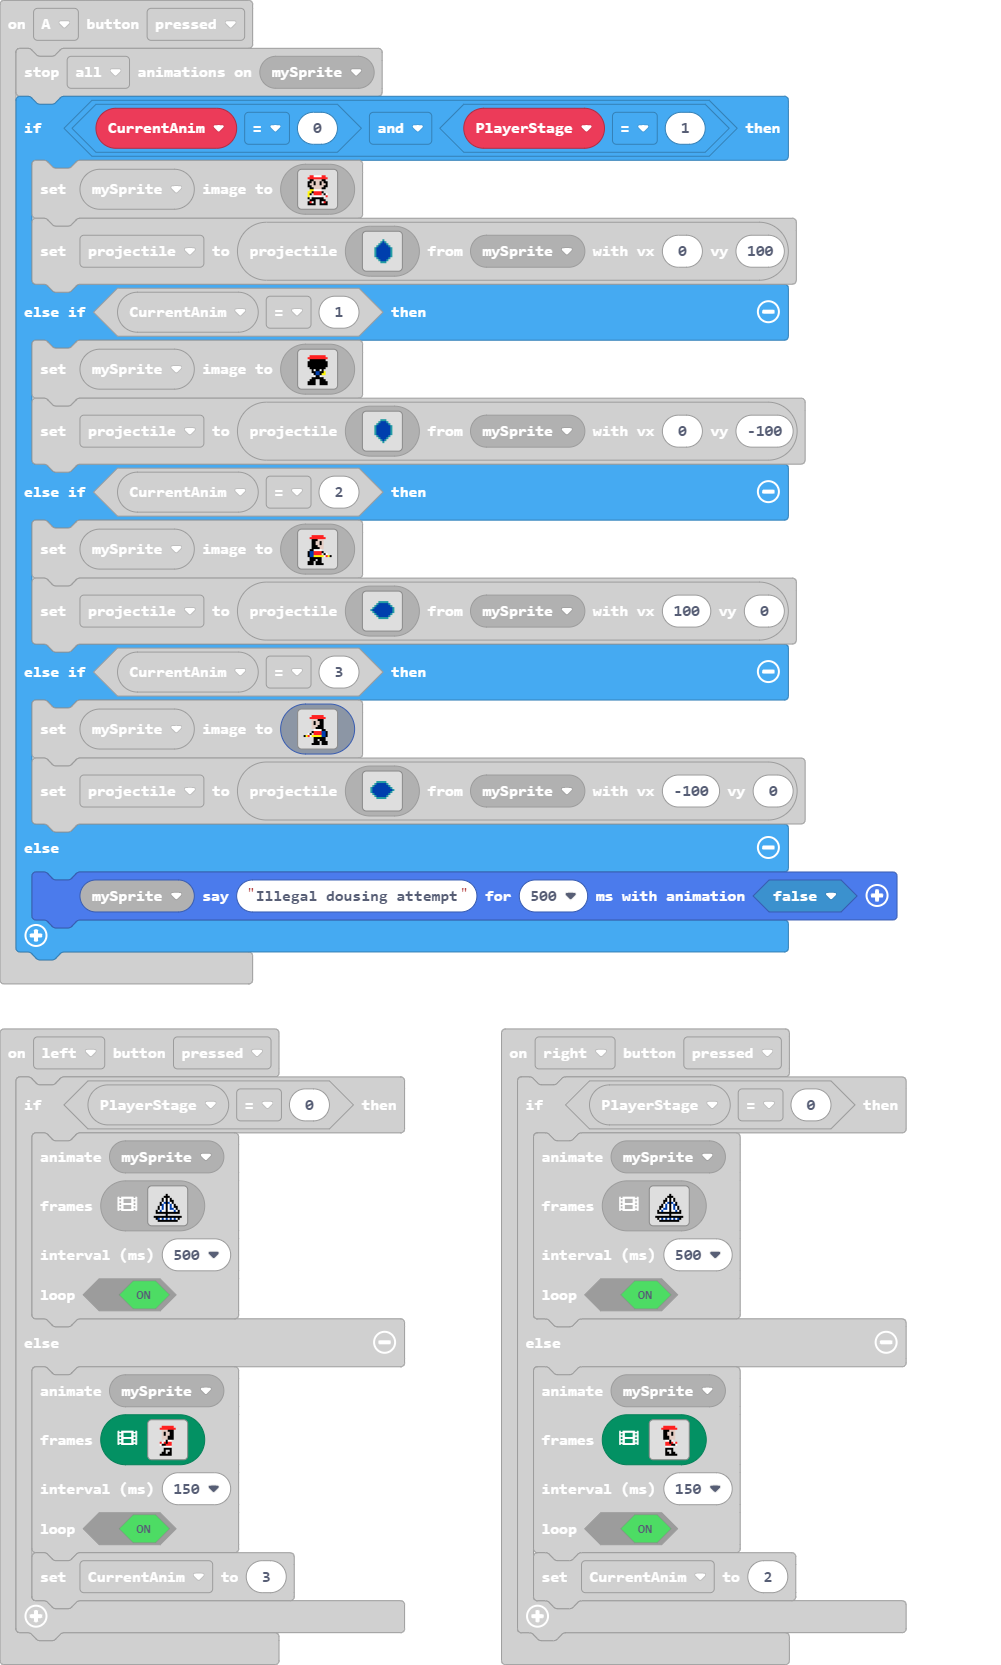 on A button pressed
stop all animations on mySprite
if CurrentAnim = 0 and PlayerStage = 1 then
set mySprite image to
set projectile to projectile from mySprite with vx 0 vy 100
else if CurrentAnim = 1 then
set mySprite image to
set projectile to projectile from mySprite with vx 0 vy -100
else if CurrentAnim = 2 then
set mySprite image to
set projectile to projectile from mySprite with vx 100 vy 0
else if CurrentAnim = 3 then
set mySprite image to
set projectile to projectile from mySprite with vx -100 vy 0
else
mySprite say "Illegal dousing attempt" for 500 ms with animation false
on left button pressed
if PlayerStage = 0 then
animate mySprite
frames
interval (ms) 500
loop ON
else
animate mySprite
frames
interval (ms) 150
loop ON
set CurrentAnim to 3
on right button pressed
if PlayerStage = 0 then
animate mySprite
frames
interval (ms) 500
loop ON
else
animate mySprite
frames
interval (ms) 150
loop ON
set CurrentAnim to 2